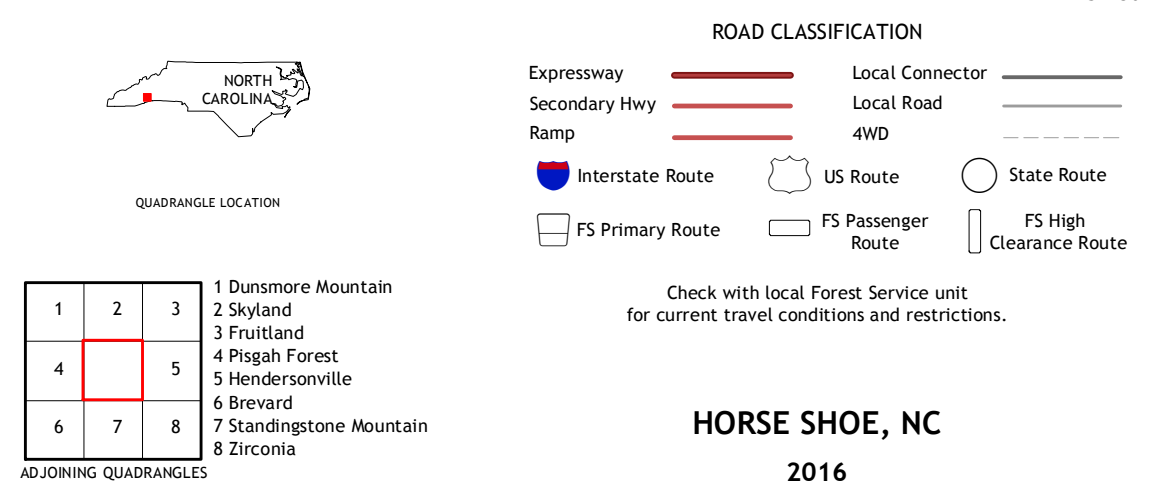 NORTH
CAROLINA
QUADRANGLE LOCATION
ROAD CLASSIFICATION
Expressway
Local Connector
Secondary Hwy
Local Road
Ramp
4WD
Interstate Route
US Route
State Route
FS Primary Route
FS Passenger
Route
FS High
Clearance Route
Check with local Forest Service unit
for current travel conditions and restrictions.
1 2 3
4 5
6 7 8
1 Dunsmore Mountain
2 Skyland
3 Fruitland
4 Pisgah Forest
5 Hendersonville
6 Brevard
7 Standingstone Mountain
8 Zirconia
ADJOINING QUADRANGLES
HORSE SHOE, NC
2016